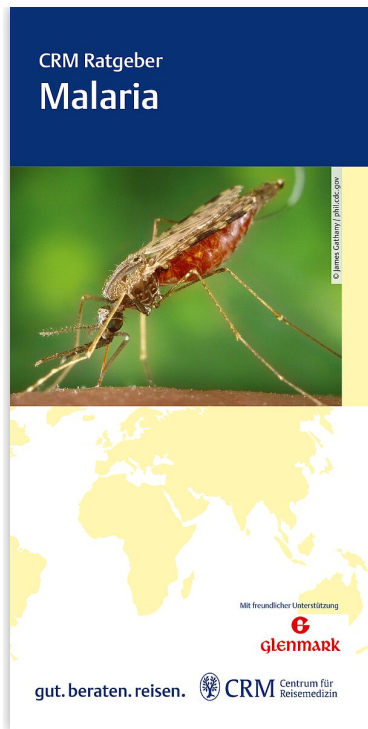 CRM Ratgeber
Malaria
© James Gathany / phil.cdc.gov
Mit freundlicher Unterstützung
glenmark
gut. beraten. reisen.
CRM Centrum für
Reisemedizin